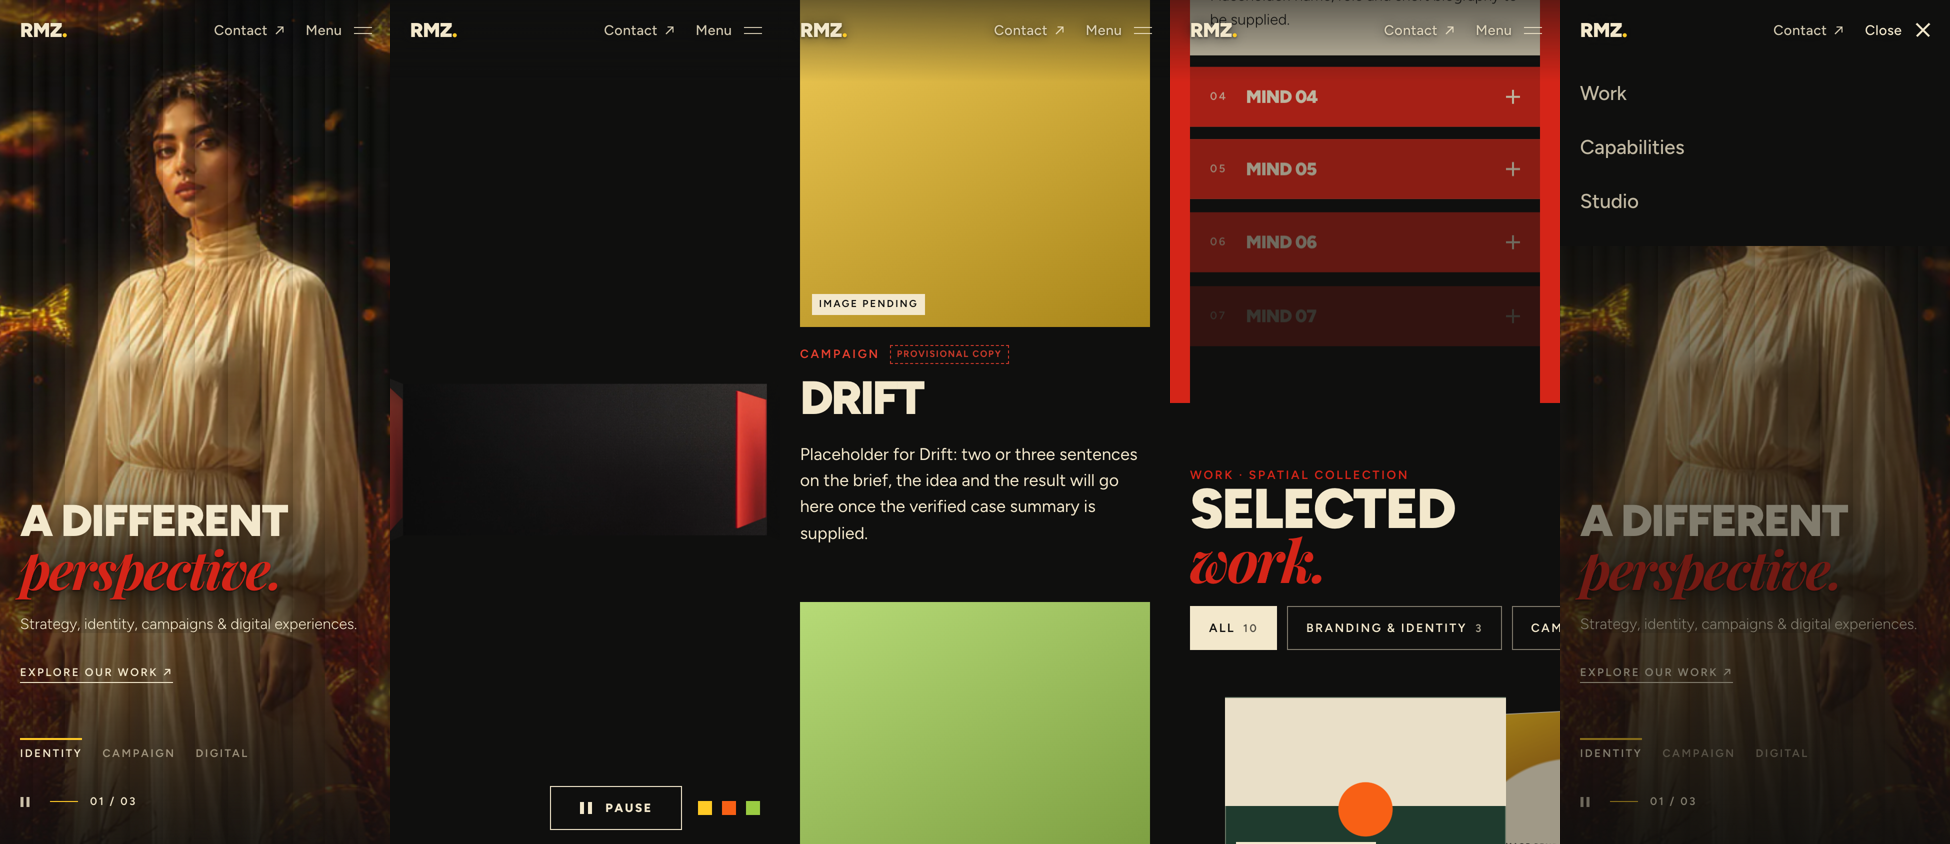 RMZ.
Contact ↗ Menu
A DIFFERENT
perspective.
Strategy, identity, campaigns & digital experiences.
EXPLORE OUR WORK ↗
IDENTITY CAMPAIGN DIGITAL
01 / 03
RMZ.
Contact ↗ Menu
PAUSE
RMZ.
Contact ↗ Menu
IMAGE PENDING
CAMPAIGN PROVISIONAL COPY
DRIFT
Placeholder for Drift: two or three sentences
on the brief, the idea and the result will go
here once the verified case summary is
supplied.
be supplied.
RMZ.
Contact ↗ Menu
04 MIND 04 +
05 MIND 05 +
06 MIND 06 +
07 MIND 07 +
WORK · SPATIAL COLLECTION
SELECTED
work.
ALL 10 BRANDING & IDENTITY 3 CAM
RMZ.
Contact ↗ Close
Work
Capabilities
Studio
A DIFFERENT
perspective.
Strategy, identity, campaigns & digital experiences.
EXPLORE OUR WORK ↗
IDENTITY CAMPAIGN DIGITAL
01 / 03